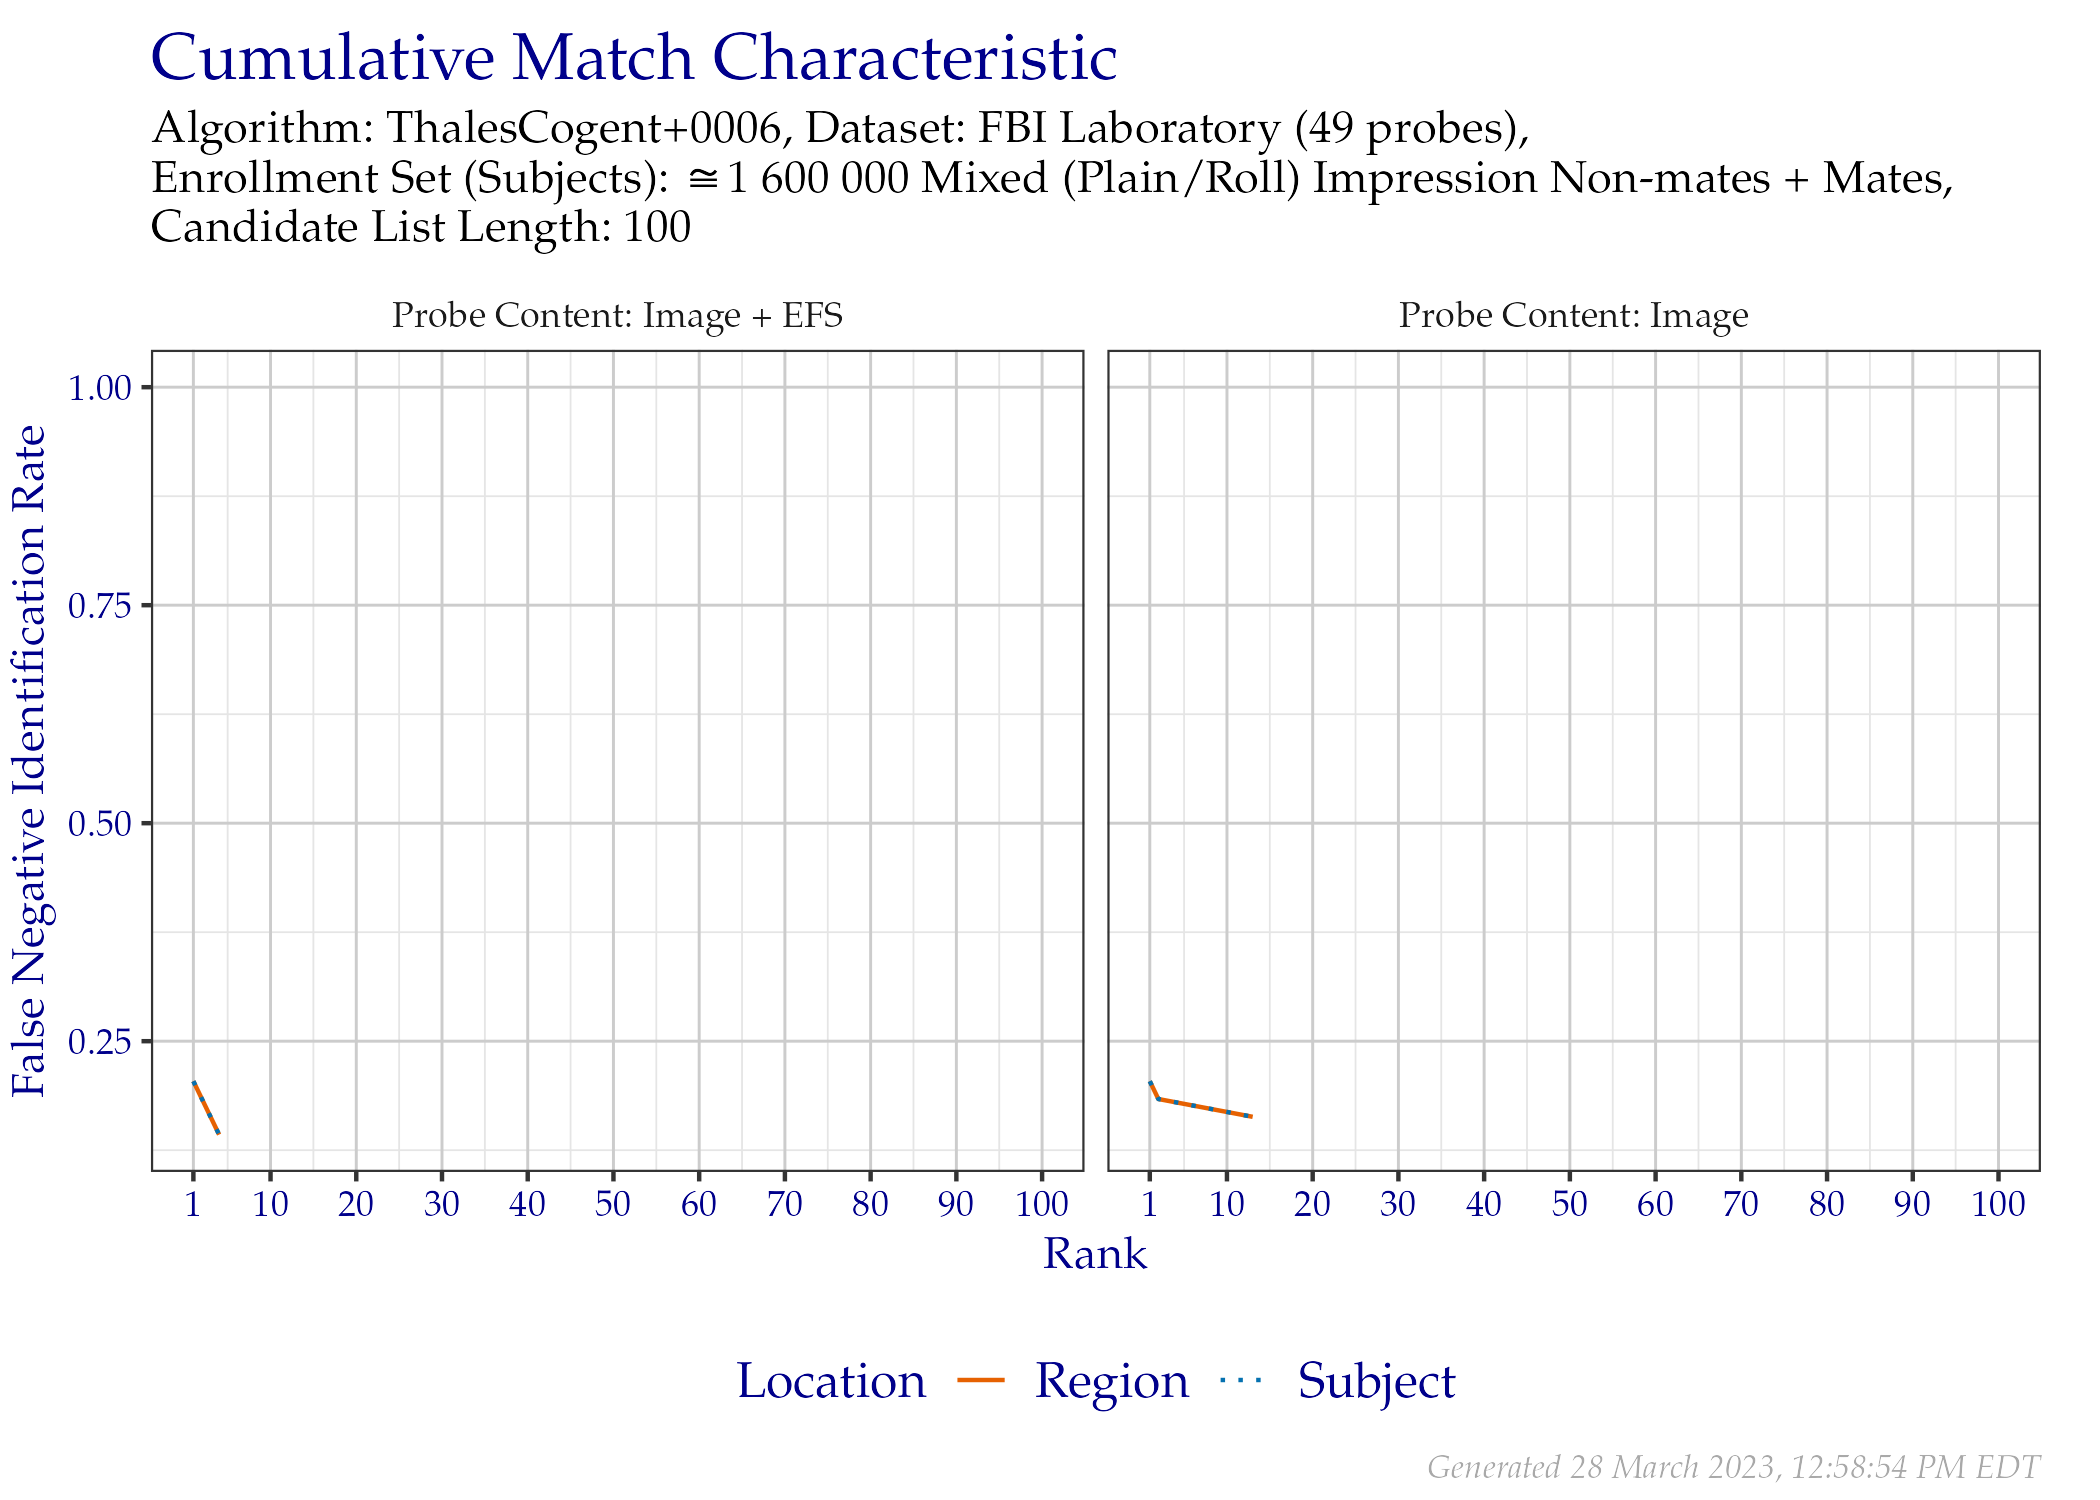 Cumulative Match Characteristic
Algorithm: ThalesCogent+0006, Dataset: FBI Laboratory (49 probes),
Enrollment Set (Subjects): ≅1 600 000 Mixed (Plain/Roll) Impression Non-mates + Mates,
Candidate List Length: 100
Probe Content: Image + EFS
Probe Content: Image
False Negative Identification Rate
1.00
0.75
0.50
0.25
1 10 20 30 40 50 60 70 80 90 100
1 10 20 30 40 50 60 70 80 90 100
Rank
Location Region Subject
Generated 28 March 2023, 12:58:54 PM EDT